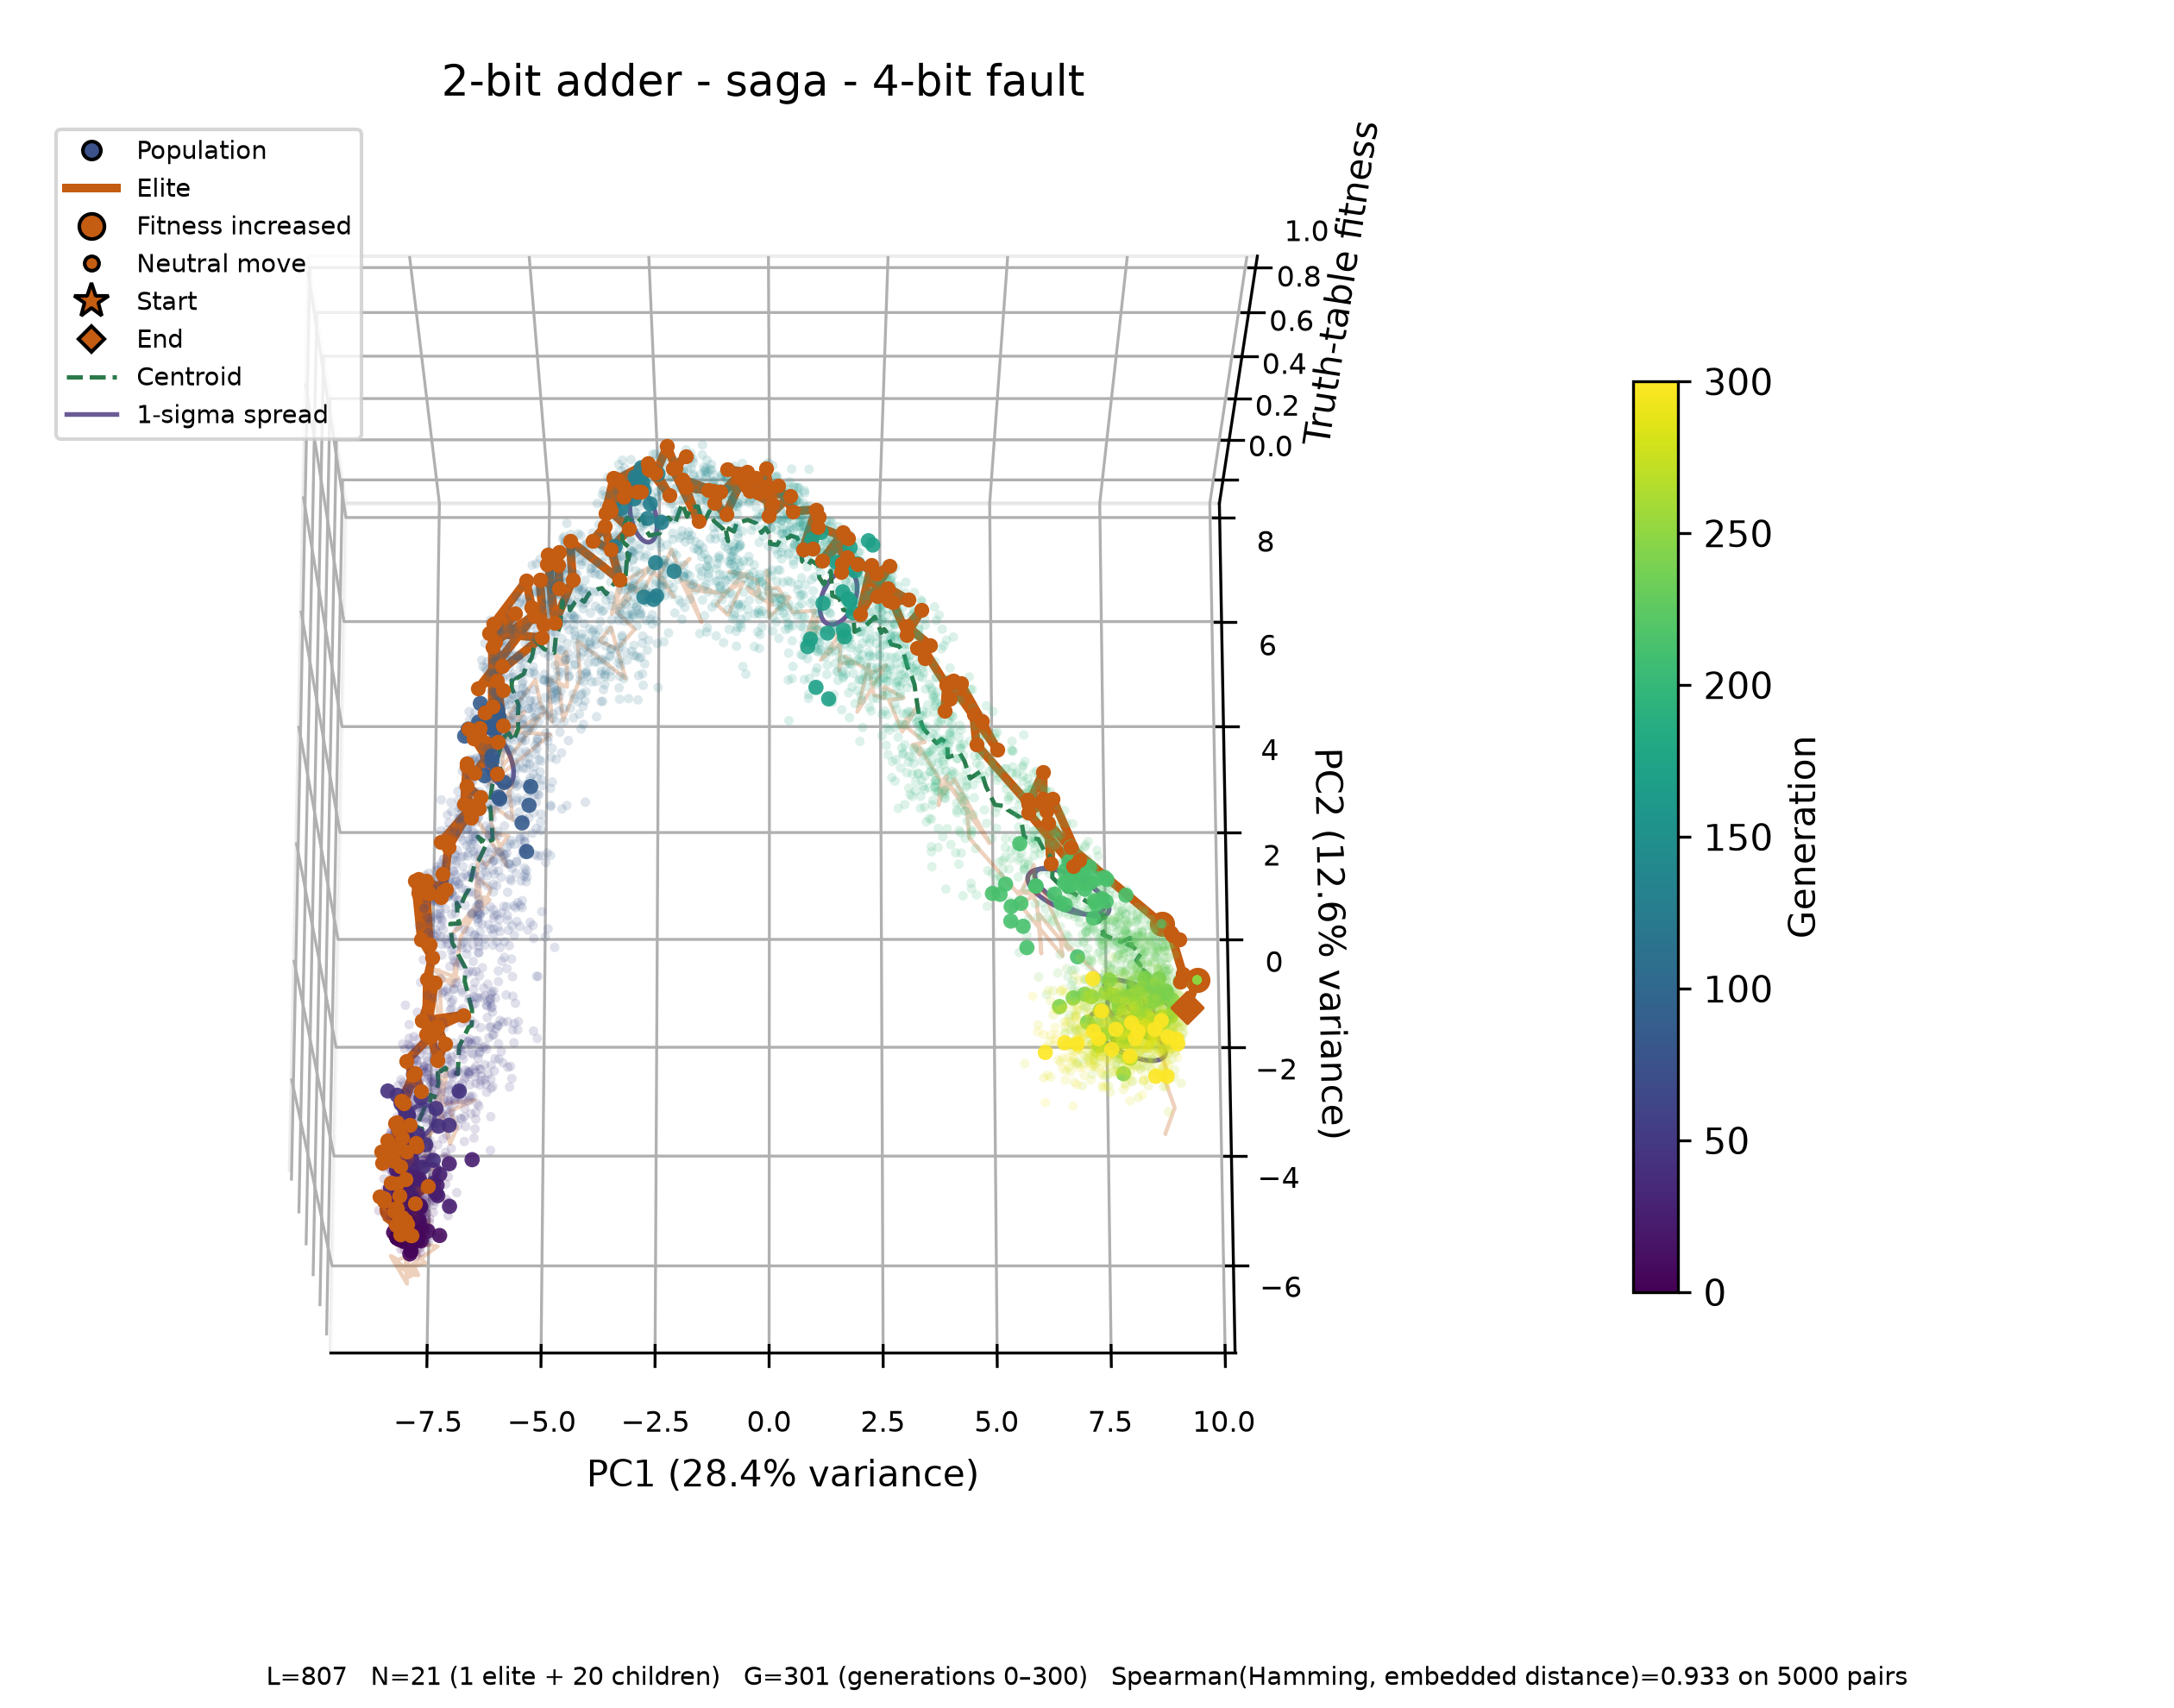 2-bit adder - saga - 4-bit fault
Population
Elite
Fitness increased
Neutral move
Start
End
Centroid
1-sigma spread
Truth-table fitness
1.0
0.8
0.6
0.4
0.2
0.0
8
6
4
2
0
−2
−4
−6
PC2 (12.6% variance)
−7.5
−5.0
−2.5
0.0
2.5
5.0
7.5
10.0
PC1 (28.4% variance)
300
250
200
150
100
50
0
Generation
L=807 N=21 (1 elite + 20 children) G=301 (generations 0–300) Spearman(Hamming, embedded distance)=0.933 on 5000 pairs